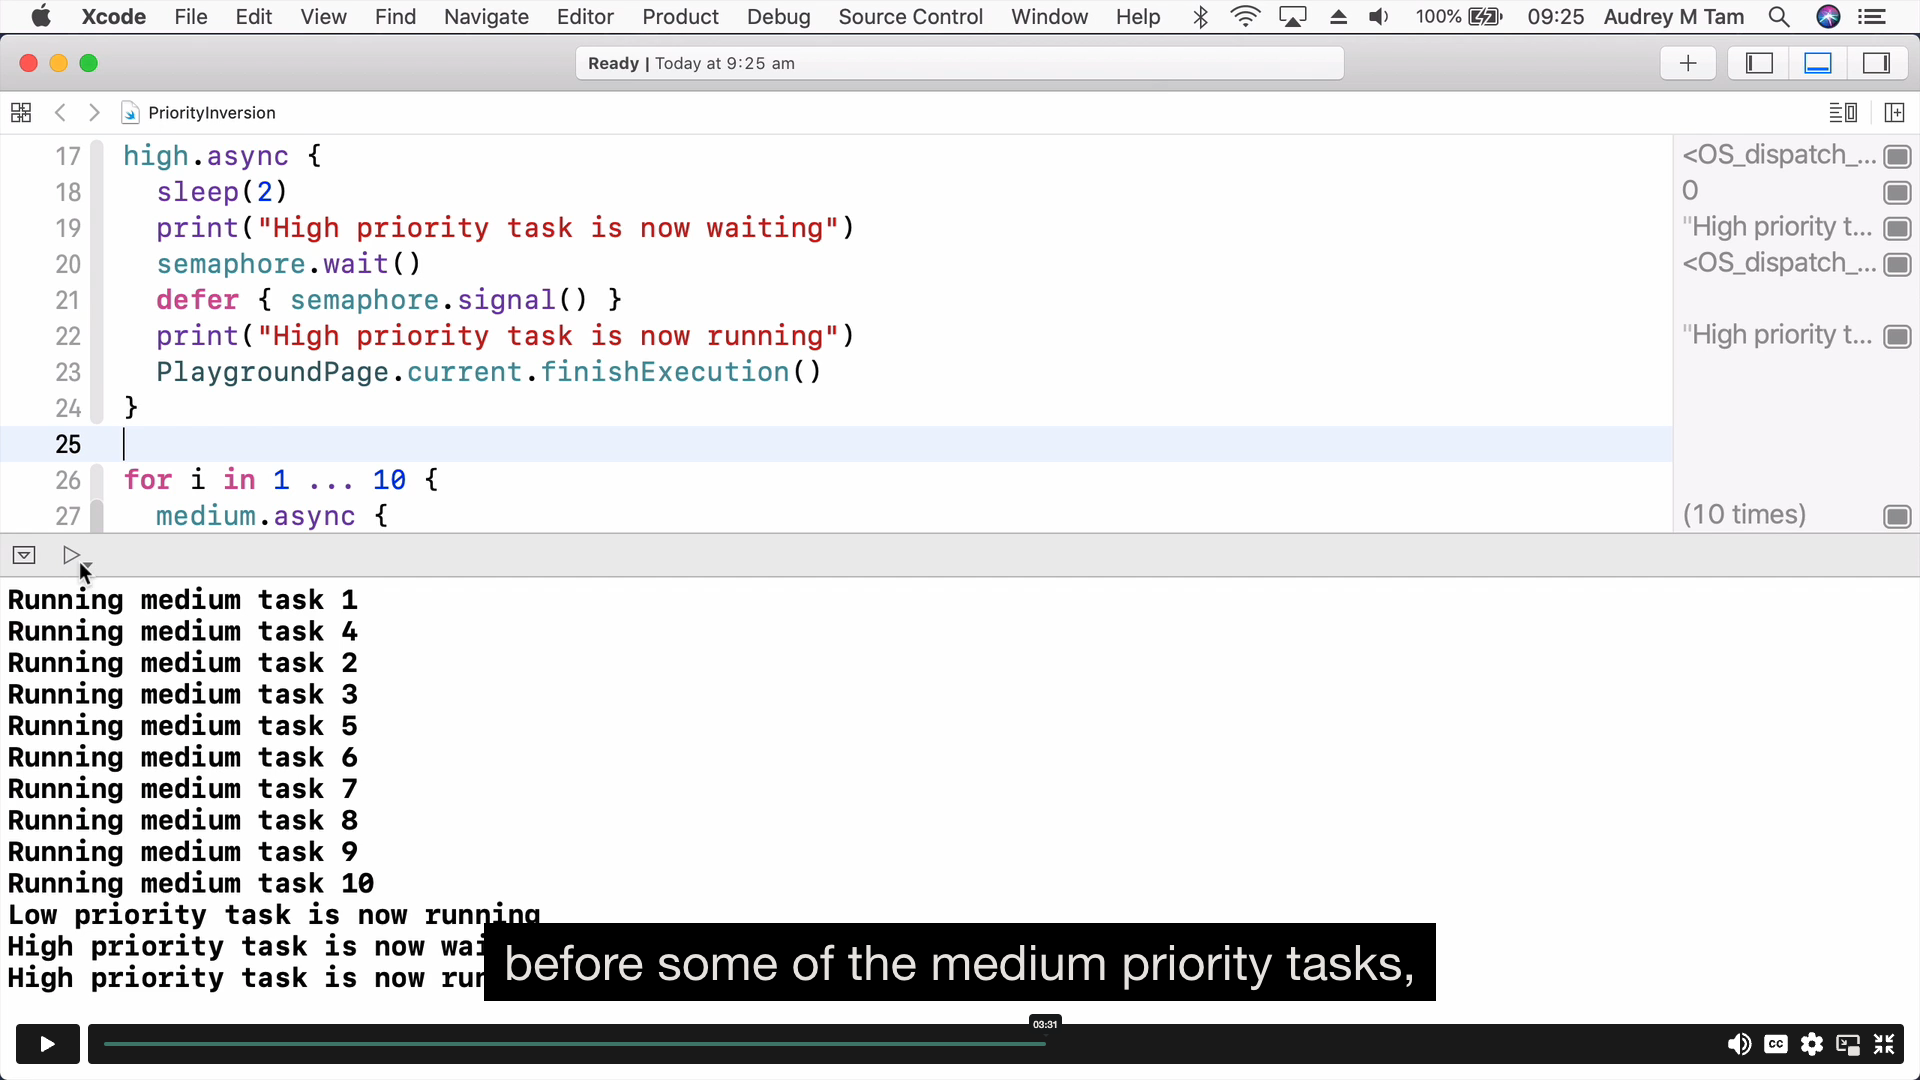 Xcode File Edit View Find Navigate Editor Product Debug Source Control Window Help 100% 09:25 Audrey M Tam
Ready | Today at 9:25 am
PriorityInversion
17 high.async { <OS_dispatch_...
18 sleep(2) 0
19 print("High priority task is now waiting") "High priority t...
20 semaphore.wait() <OS_dispatch_...
21 defer { semaphore.signal() }
22 print("High priority task is now running") "High priority t...
23 PlaygroundPage.current.finishExecution()
24 }
25
26 for i in 1 ... 10 {
27 medium.async { (10 times)
Running medium task 1
Running medium task 4
Running medium task 2
Running medium task 3
Running medium task 5
Running medium task 6
Running medium task 7
Running medium task 8
Running medium task 9
Running medium task 10
Low priority task is now running
High priority task is now wai
High priority task is now run
before some of the medium priority tasks,
03:31
CC